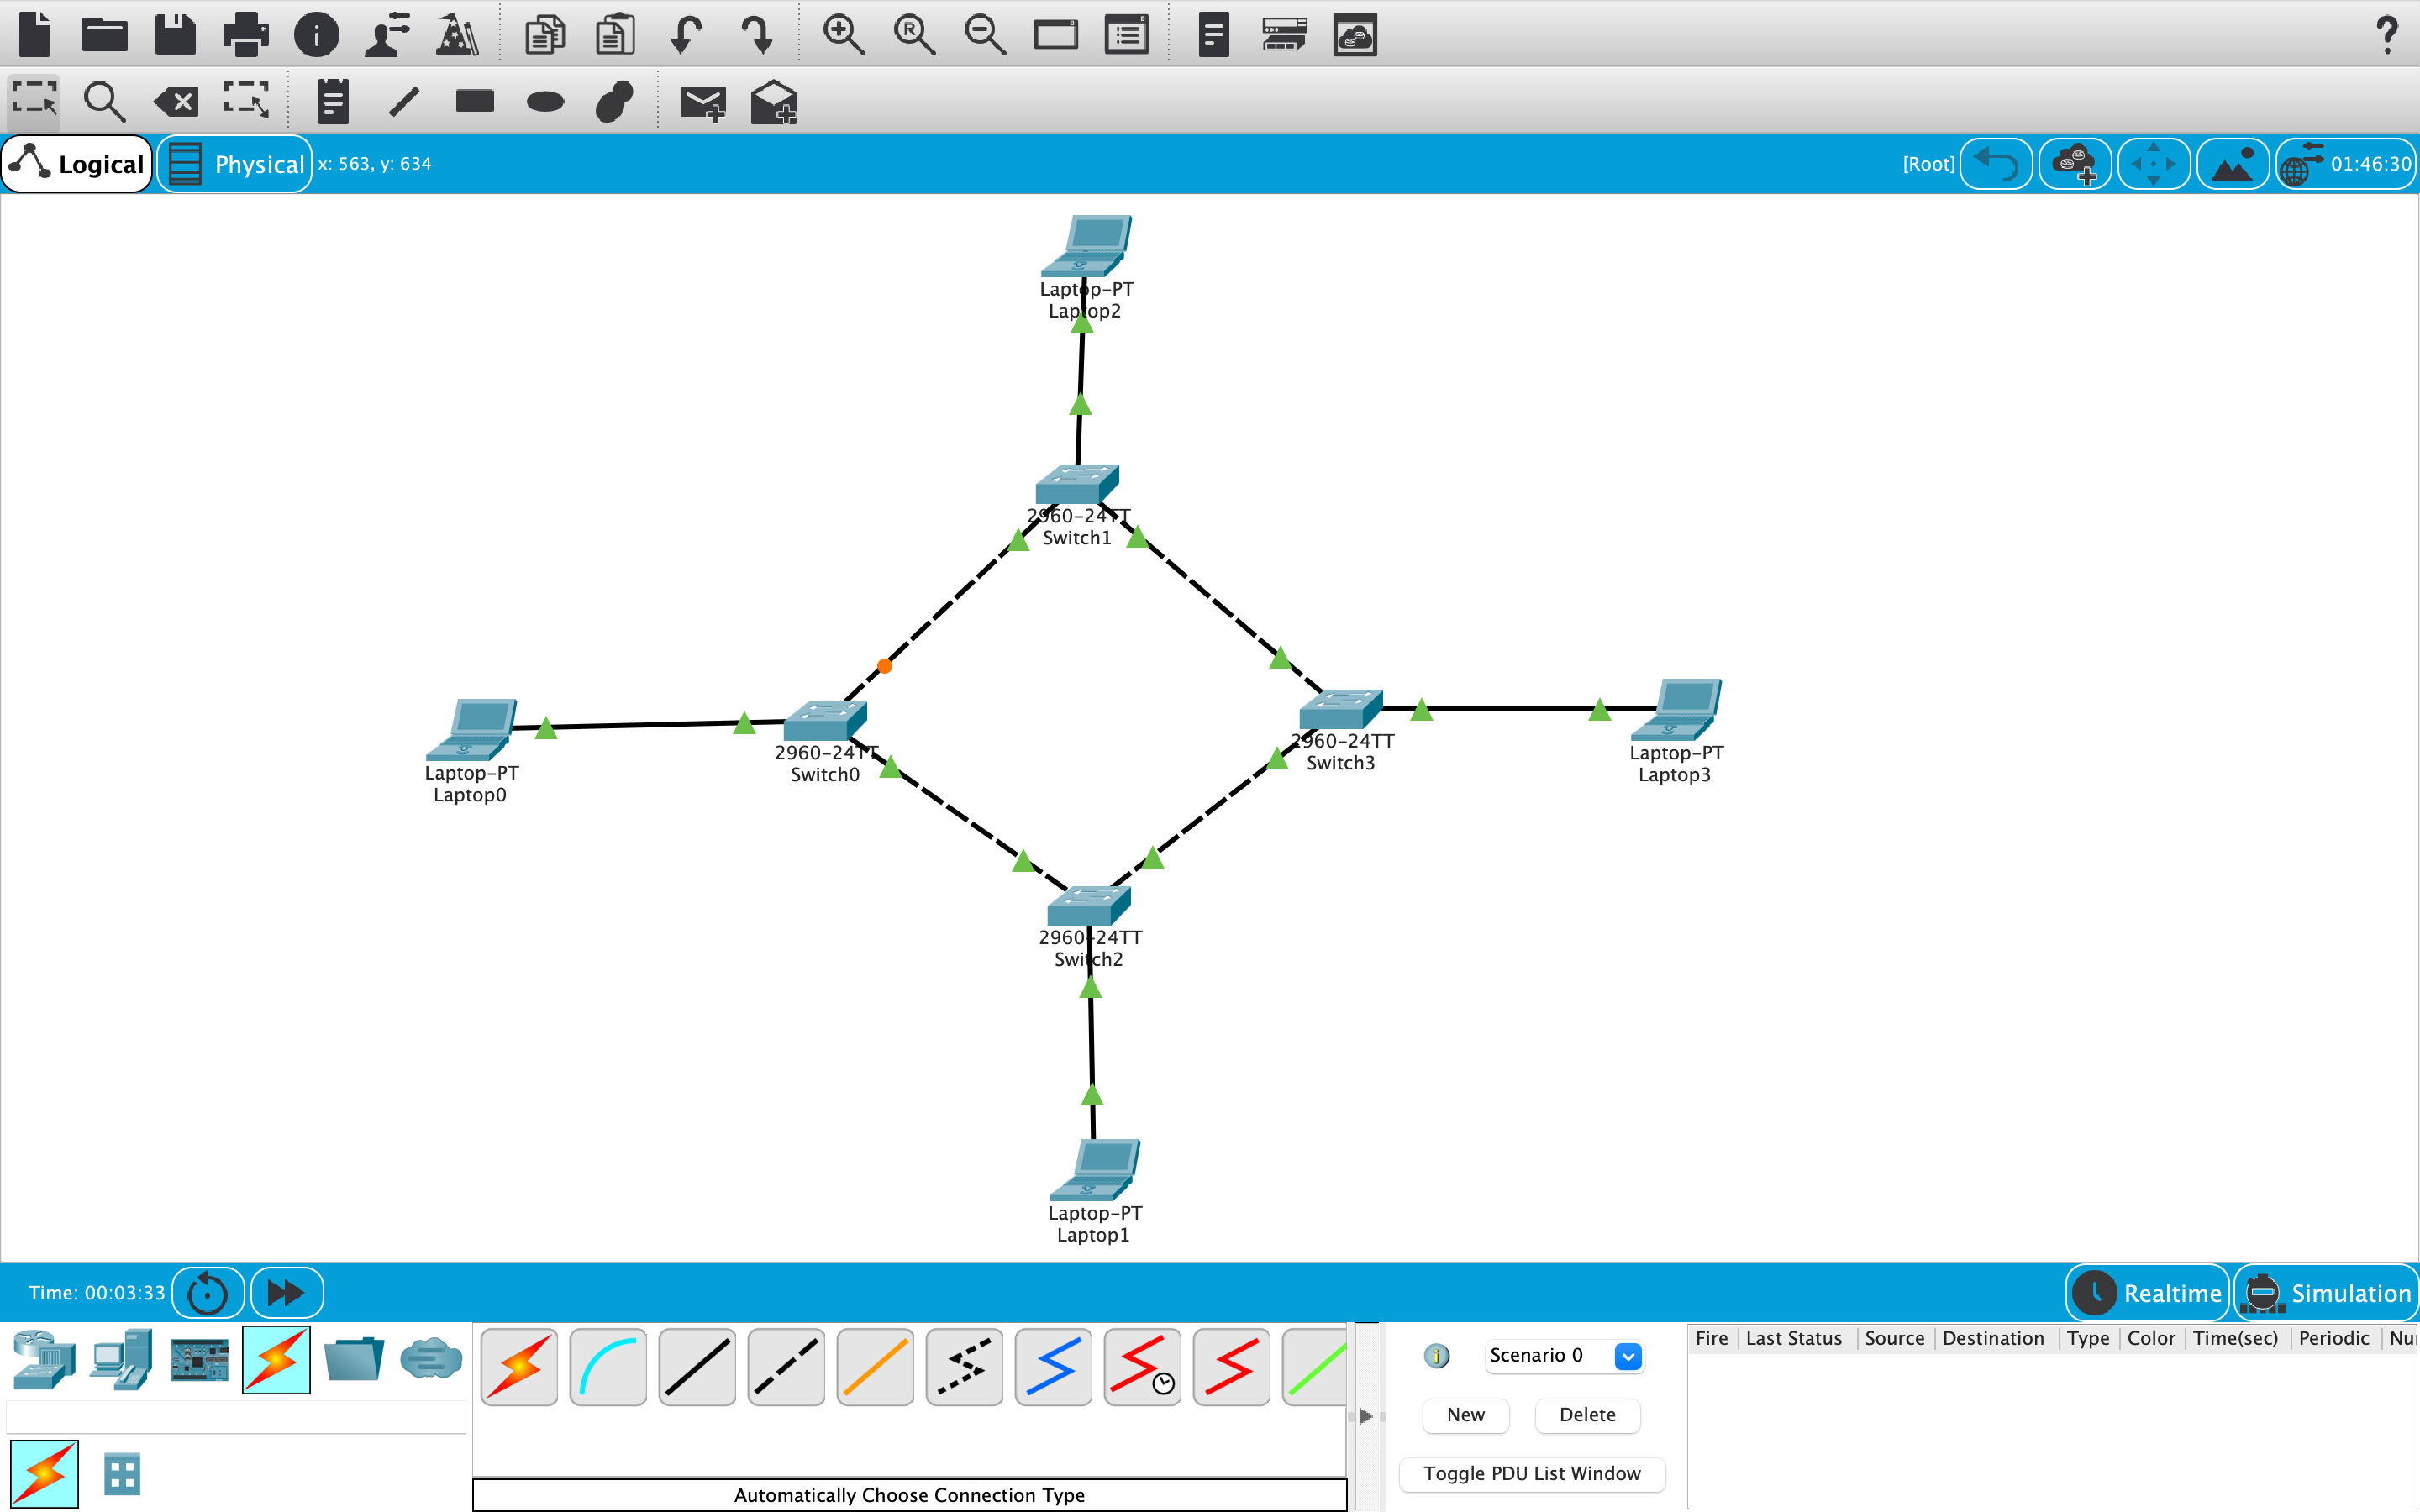 R
?
Logical
Physical
x: 563, y: 634
[Root]
01:46:30
Laptop-PT
Laptop2
2960-24TT
Switch1
Laptop-PT
Laptop0
2960-24TT
Switch0
2960-24TT
Switch3
Laptop-PT
Laptop3
2960-24TT
Switch2
Laptop-PT
Laptop1
Time: 00:03:33
Realtime
Simulation
Scenario 0
New
Delete
Toggle PDU List Window
Fire Last Status Source Destination Type Color Time(sec) Periodic
Automatically Choose Connection Type